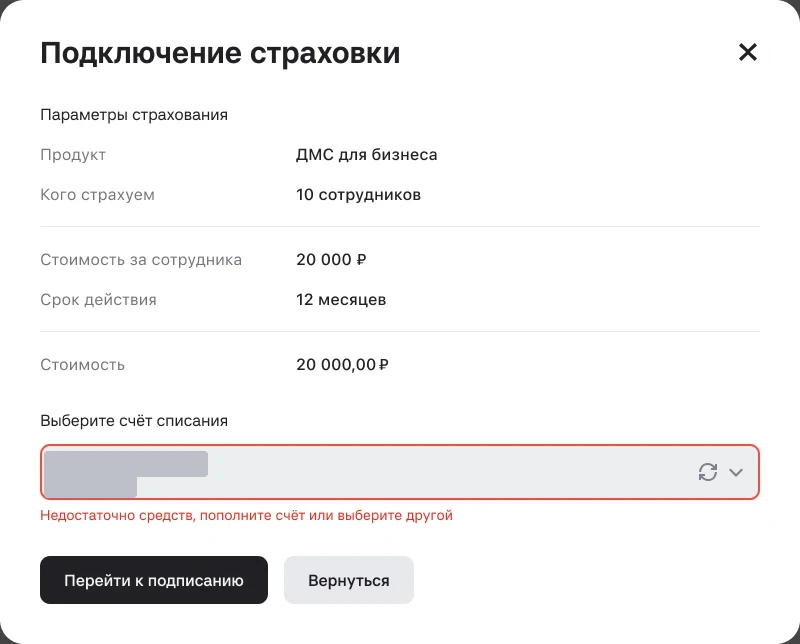 Подключение страховки
Параметры страхования
Продукт ДМС для бизнеса
Кого страхуем 10 сотрудников
Стоимость за сотрудника 20 000 ₽
Срок действия 12 месяцев
Стоимость 20 000,00 ₽
Выберите счёт списания
Недостаточно средств, пополните счёт или выберите другой
Перейти к подписанию Вернуться